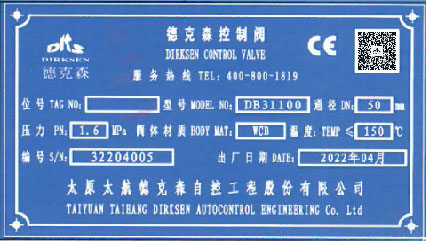 DKS
DIRKSEN
德克森
德克森控制阀
DIRKSEN CONTROL VALVE
服务热线 TEL: 400-800-1819
CE
位号 TAG NO: 型号 MODEL NO: DB31100 通径 DN: 50 mm
压力 PN: 1.6 MPa 阀体材质 BODY MAT: WCB 温度: TEMP ≤ 150 ℃
编号 S/N: 32204005 出厂日期 DATE: 2022年04月
太原太航德克森自控工程股份有限公司
TAIYUAN TAIHANG DIRKSEN AUTOCONTROL ENGINEERING Co. Ltd